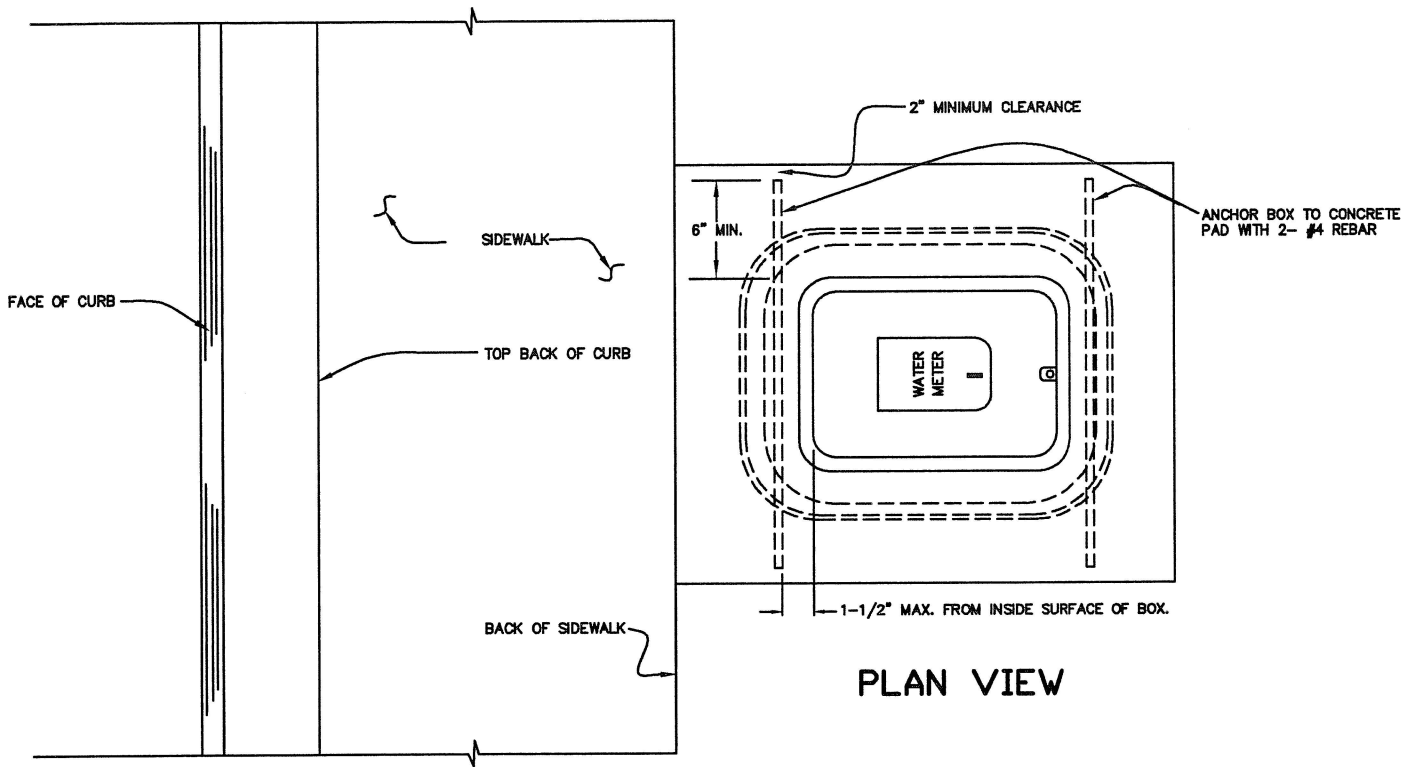 2" MINIMUM CLEARANCE
6" MIN.
ANCHOR BOX TO CONCRETE
PAD WITH 2- #4 REBAR
SIDEWALK
FACE OF CURB
TOP BACK OF CURB
WATER
METER
1-1/2" MAX. FROM INSIDE SURFACE OF BOX.
BACK OF SIDEWALK
PLAN VIEW